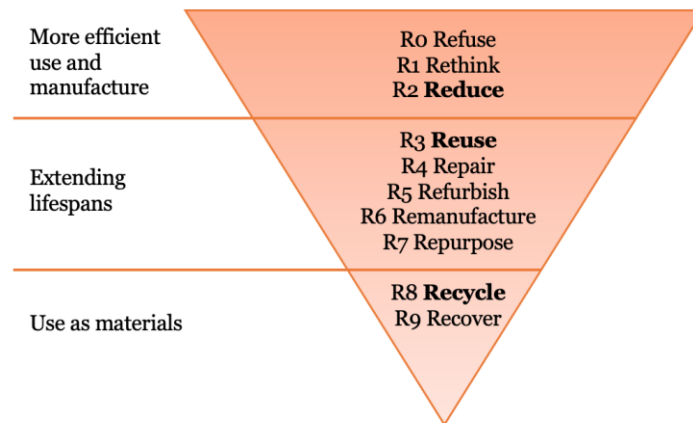 More efficient
use and
manufacture
R0 Refuse
R1 Rethink
R2 Reduce
Extending
lifespans
R3 Reuse
R4 Repair
R5 Refurbish
R6 Remanufacture
R7 Repurpose
Use as materials
R8 Recycle
R9 Recover